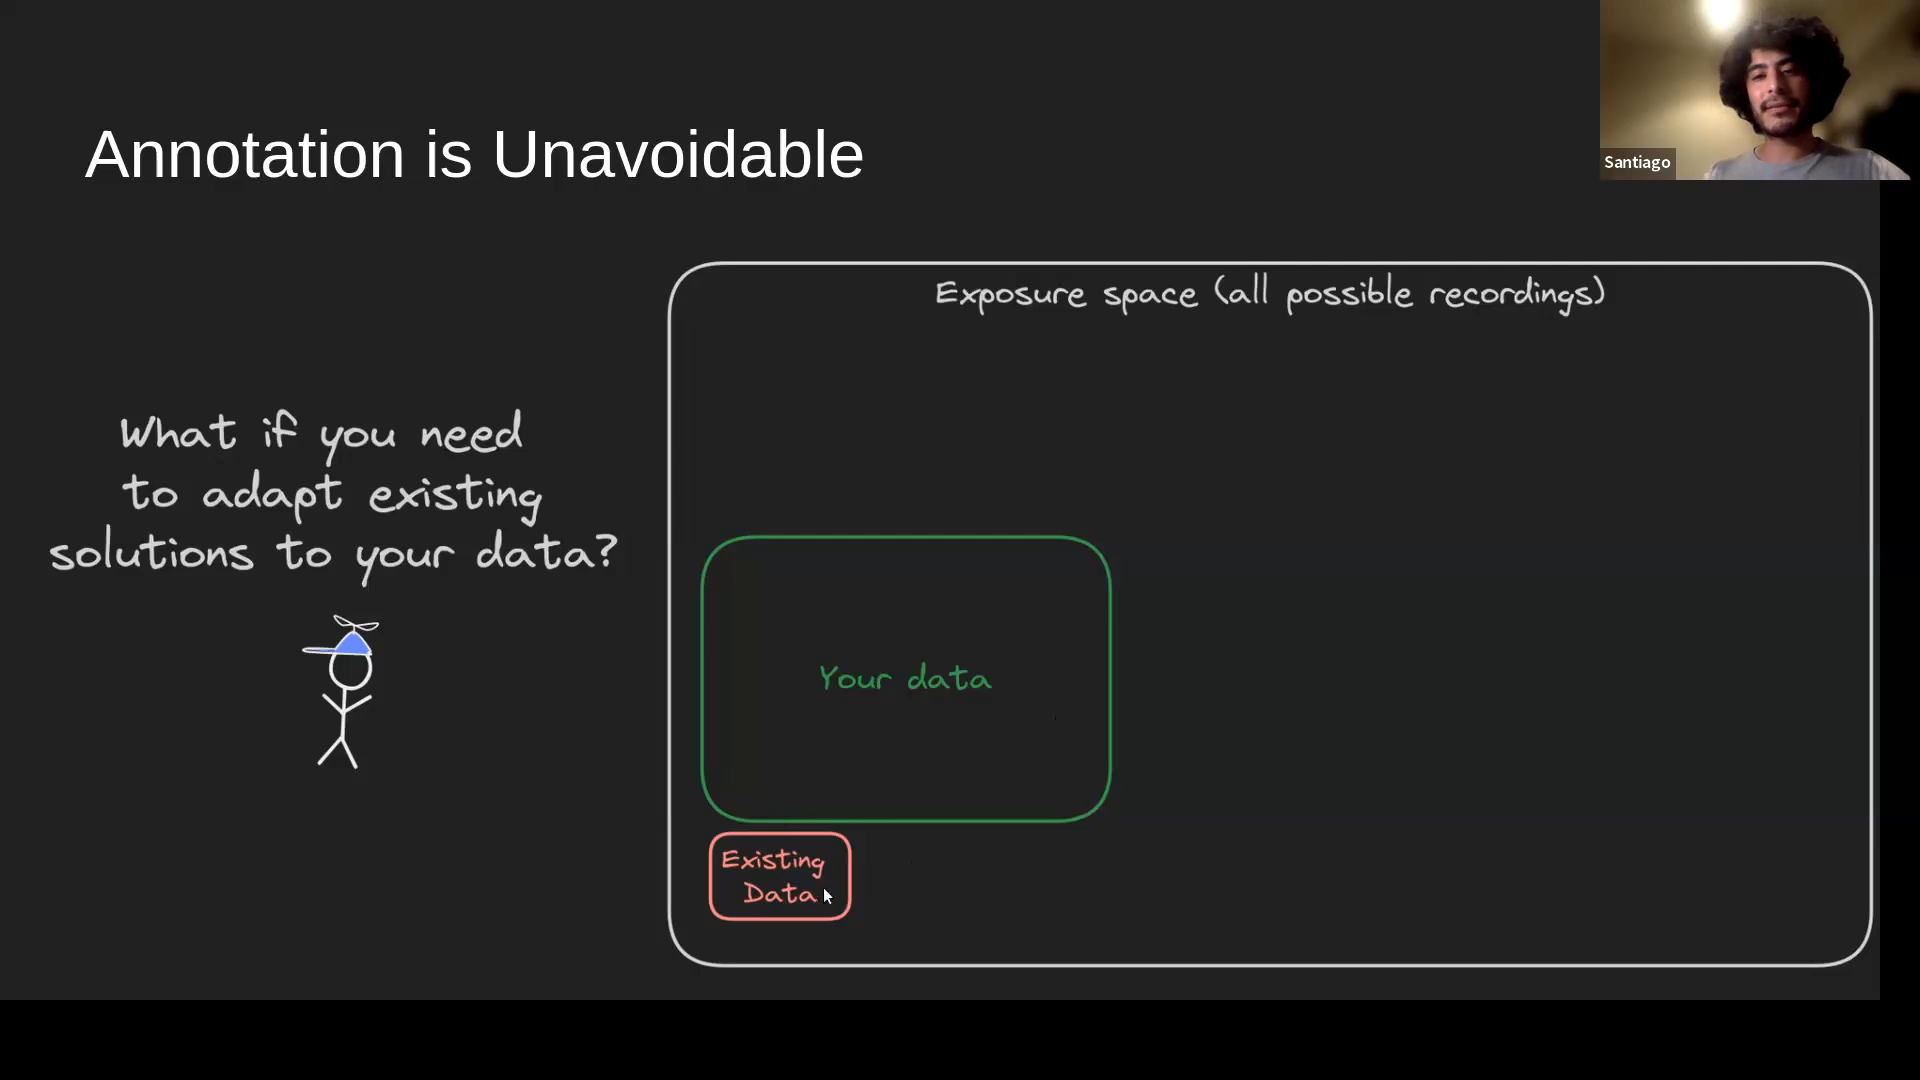 Annotation is Unavoidable
Santiago
Exposure space (all possible recordings)
What if you need
to adapt existing
solutions to your data?
Your data
Existing
Data